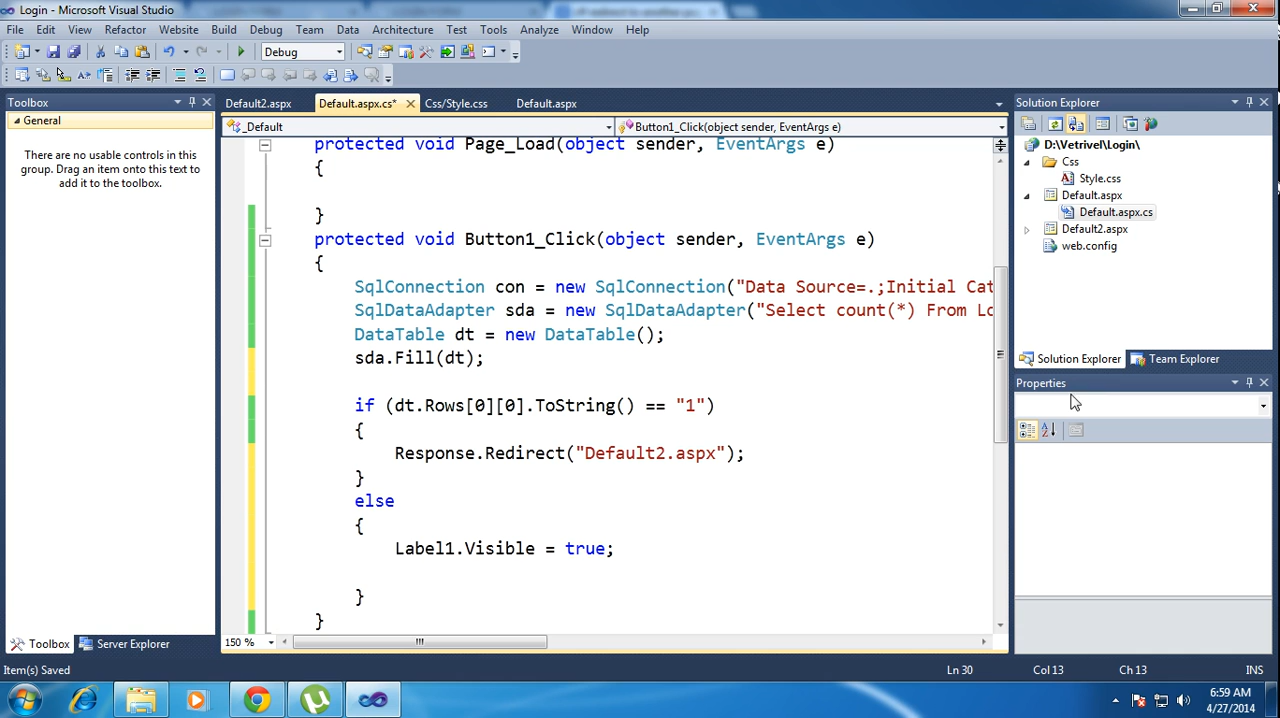 Login - Microsoft Visual Studio
File Edit View Refactor Website Build Debug Team Data Architecture Test Tools Analyze Window Help
Debug
Toolbox
General
There are no usable controls in this
group. Drag an item onto this text to
add it to the toolbox.
Default2.aspx Default.aspx.cs* Css/Style.css Default.aspx
_Default Button1_Click(object sender, EventArgs e)
protected void Page_Load(object sender, EventArgs e)
{
}
protected void Button1_Click(object sender, EventArgs e)
{
SqlConnection con = new SqlConnection("Data Source=.;Initial Cat
SqlDataAdapter sda = new SqlDataAdapter("Select count(*) From Lo
DataTable dt = new DataTable();
sda.Fill(dt);
if (dt.Rows[0][0].ToString() == "1")
{
Response.Redirect("Default2.aspx");
}
else
{
Label1.Visible = true;
}
}
150 %
Solution Explorer
D:\Vetrivel\Login\
Css
Style.css
Default.aspx
Default.aspx.cs
Default2.aspx
web.config
Solution Explorer Team Explorer
Properties
Toolbox Server Explorer
Item(s) Saved Ln 30 Col 13 Ch 13 INS
6:59 AM
4/27/2014